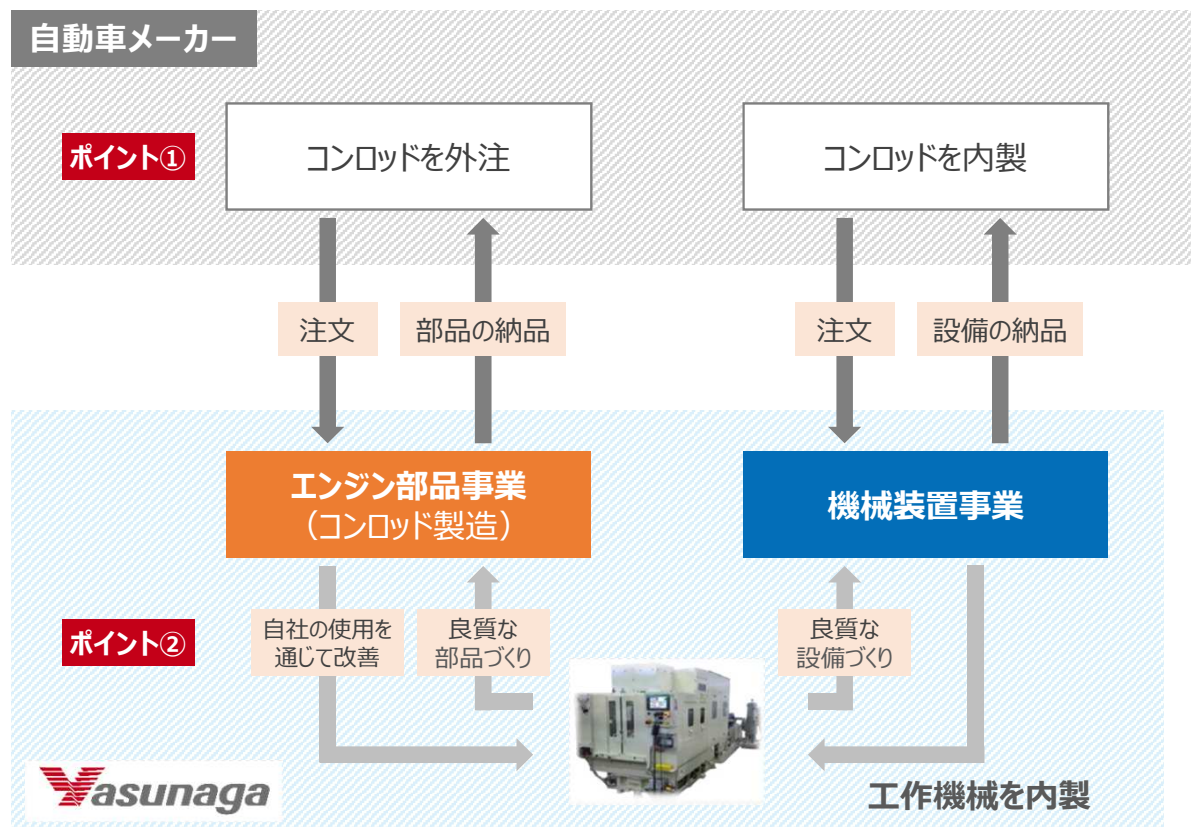 自動車メーカー
ポイント①
コンロッドを外注
コンロッドを内製
注文
部品の納品
注文
設備の納品
エンジン部品事業
（コンロッド製造）
機械装置事業
ポイント②
自社の使用を
通じて改善
良質な
部品づくり
良質な
設備づくり
Yasunaga
工作機械を内製